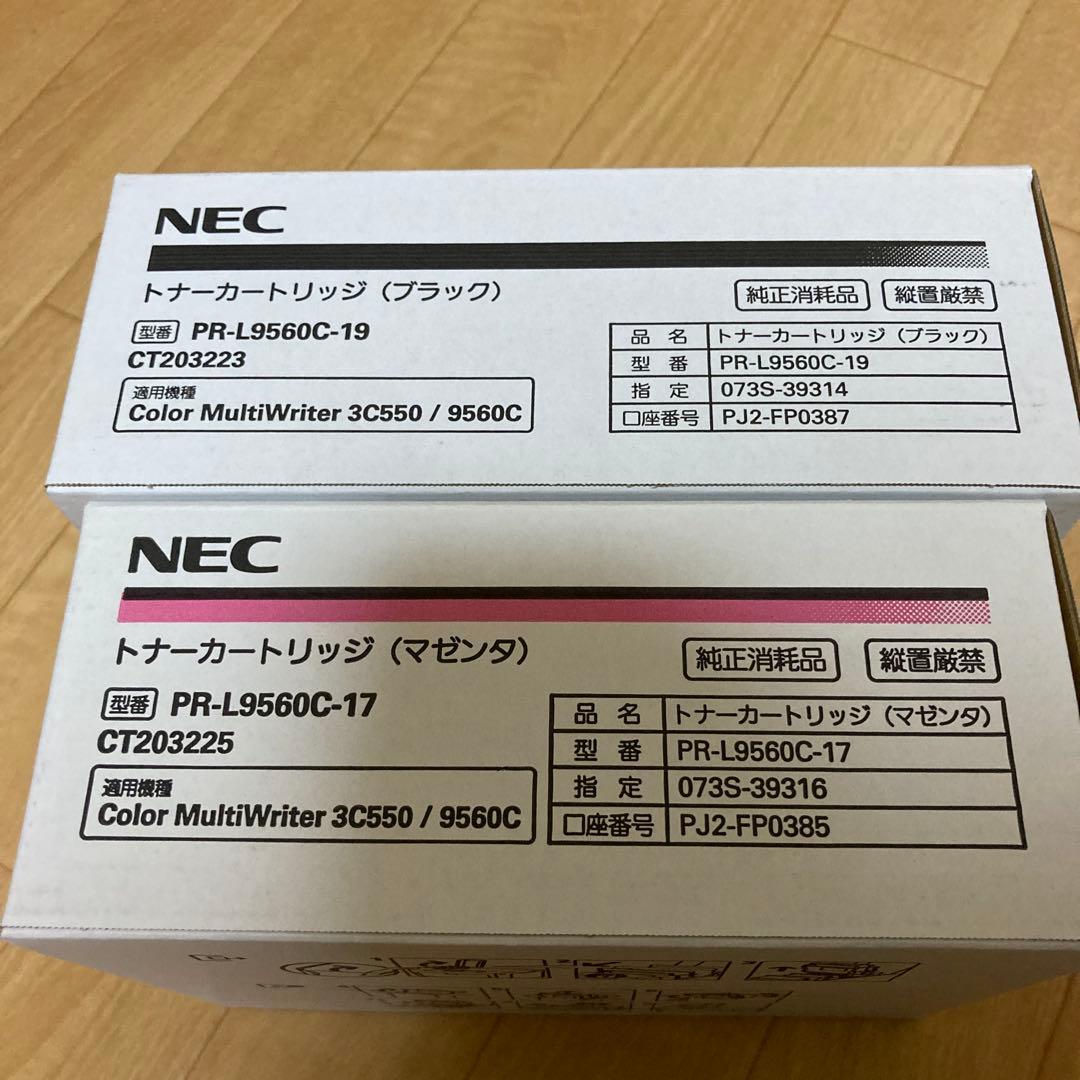 NEC
トナーカートリッジ（ブラック）
純正消耗品 縦置厳禁
型番 PR-L9560C-19
CT203223
適用機種
Color MultiWriter 3C550 / 9560C
品 名 トナーカートリッジ（ブラック）
型 番 PR-L9560C-19
指 定 073S-39314
口座番号 PJ2-FP0387
NEC
トナーカートリッジ（マゼンタ）
純正消耗品 縦置厳禁
型番 PR-L9560C-17
CT203225
適用機種
Color MultiWriter 3C550 / 9560C
品 名 トナーカートリッジ（マゼンタ）
型 番 PR-L9560C-17
指 定 073S-39316
口座番号 PJ2-FP0385